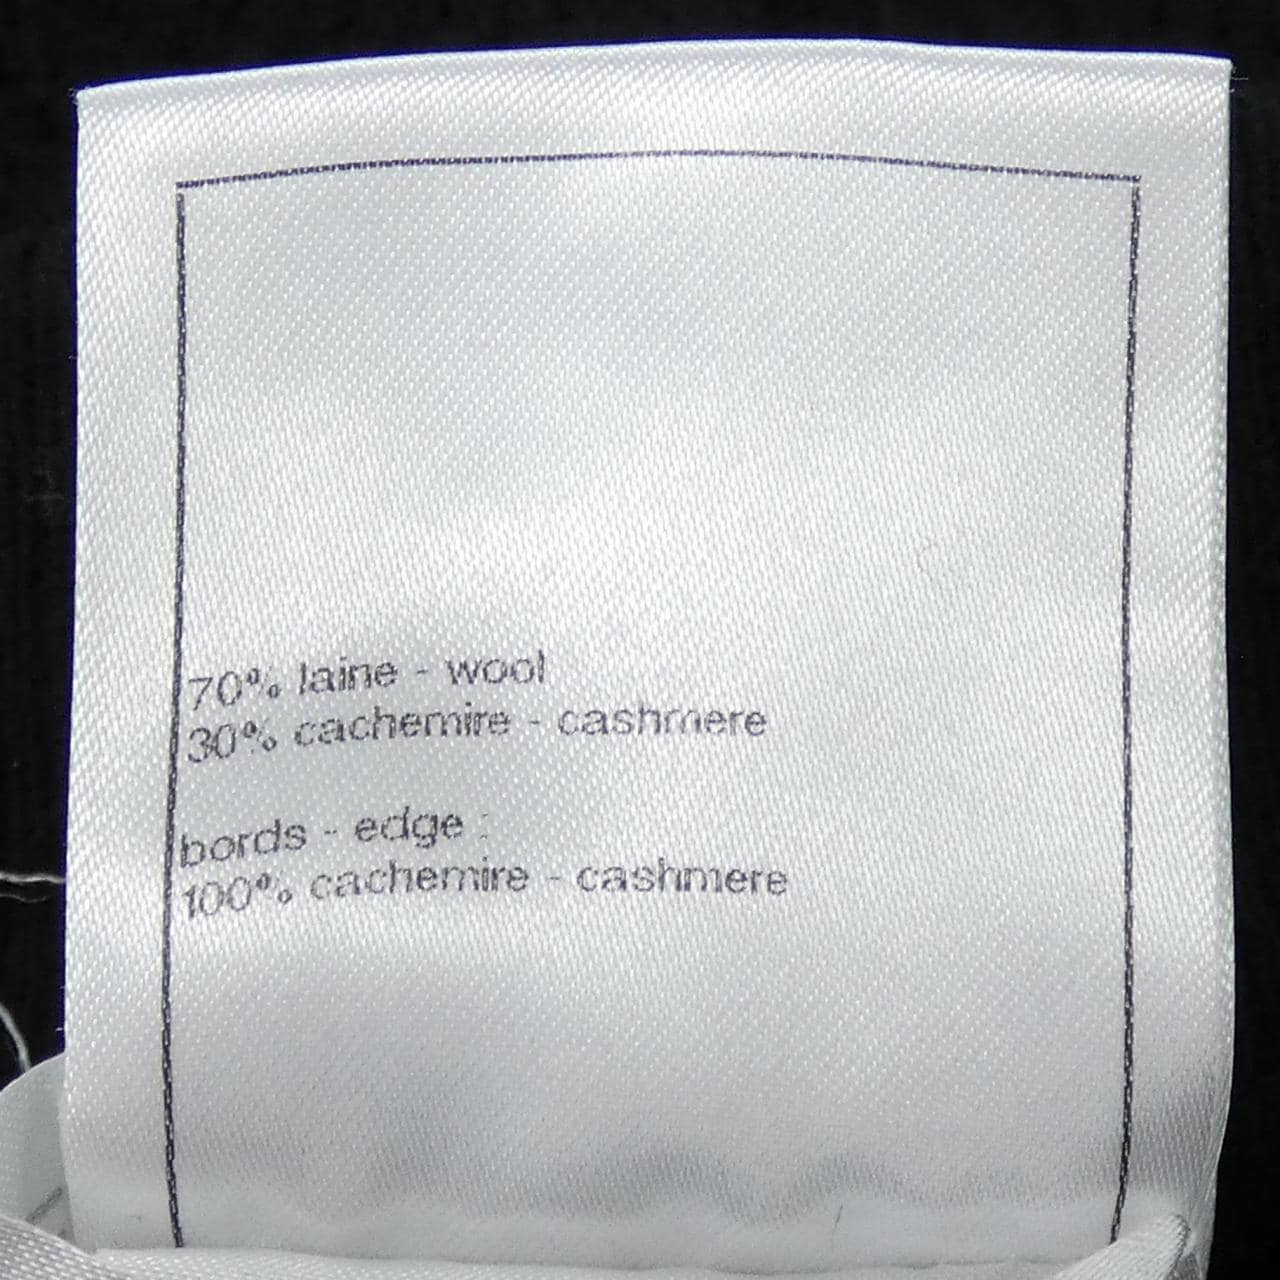 70% laine - wool
30% cachemire - cashmere
bords - edge :
100% cachemire - cashmere